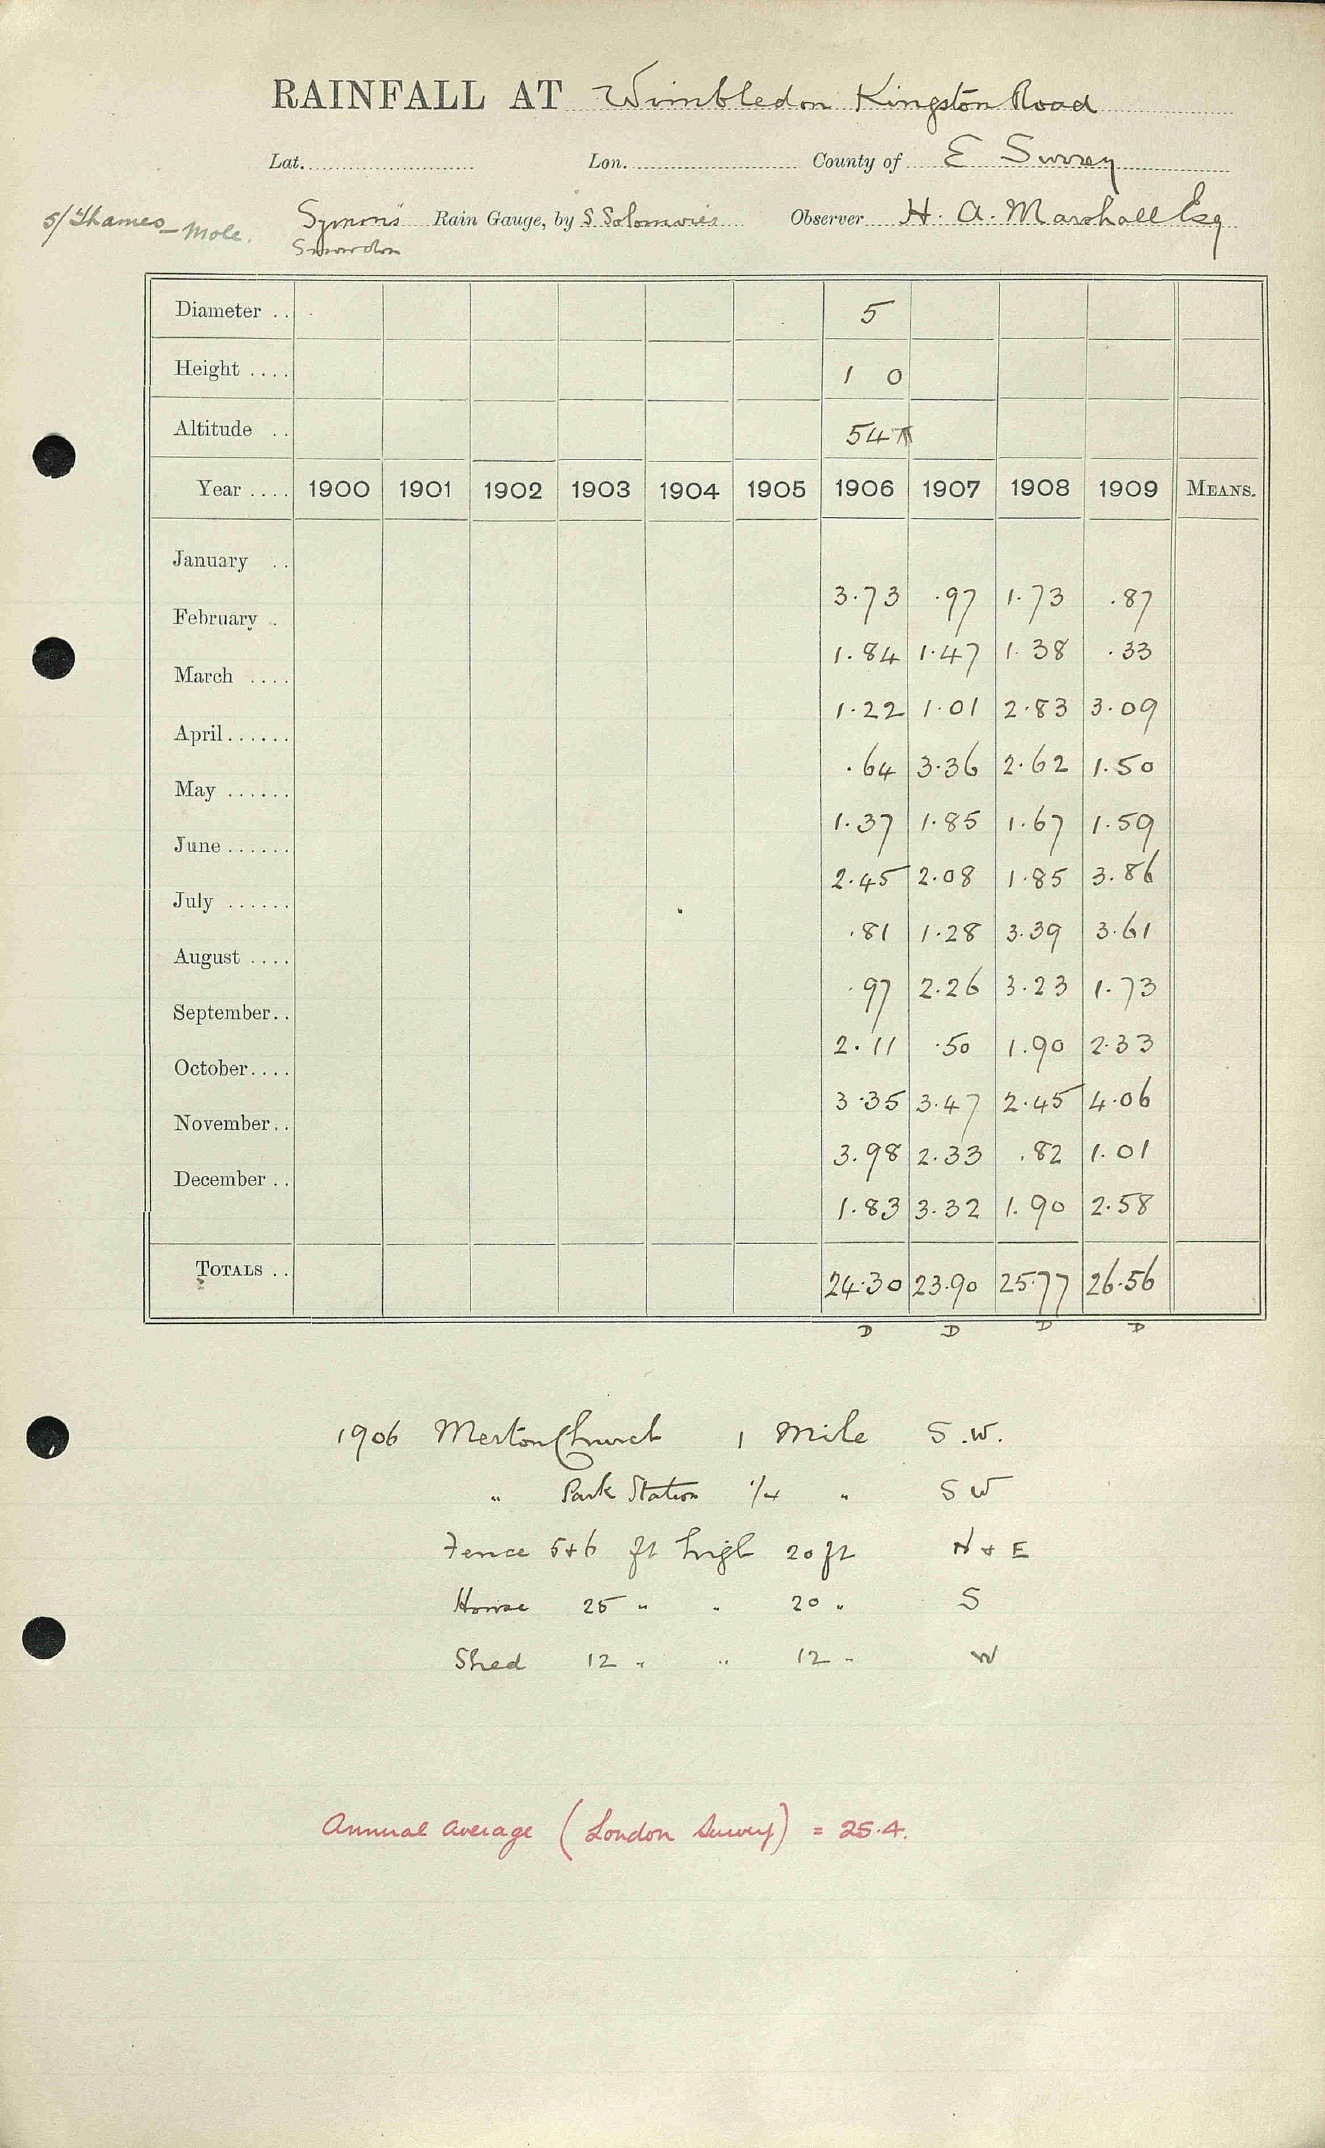 RAINFALL AT Wimbledon Kingston Road
Lat. Lon. County of E Surrey
5/Thames-Mole. Symons Rain Gauge, by S. Solomvies Observer H. A. Marshall Esq
Snowdon
Diameter .. 5
Height .... 1 0
Altitude .. 54
Year .... 1900 1901 1902 1903 1904 1905 1906 1907 1908 1909 MEANS.
January .. 3.73 .97 1.73 .87
February .. 1.84 1.47 1.38 .33
March .... 1.22 1.01 2.83 3.09
April...... .64 3.36 2.62 1.50
May ...... 1.37 1.85 1.67 1.59
June ...... 2.45 2.08 1.85 3.86
July ...... .81 1.28 3.39 3.61
August .... .97 2.26 3.23 1.73
September.. 2.11 .50 1.90 2.33
October.... 3.35 3.47 2.45 4.06
November.. 3.98 2.33 .82 1.01
December .. 1.83 3.32 1.90 2.58
TOTALS .. 24.30 23.90 25.77 26.56
D D D D
1906 Merton Church 1 Mile S.W.
" Park Station 1/4 " S W
Fence 5+6 ft high 20 ft N + E
House 25 " " 20 " S
Shed 12 " " 12 " W
Annual average (London Survey) = 25.4.